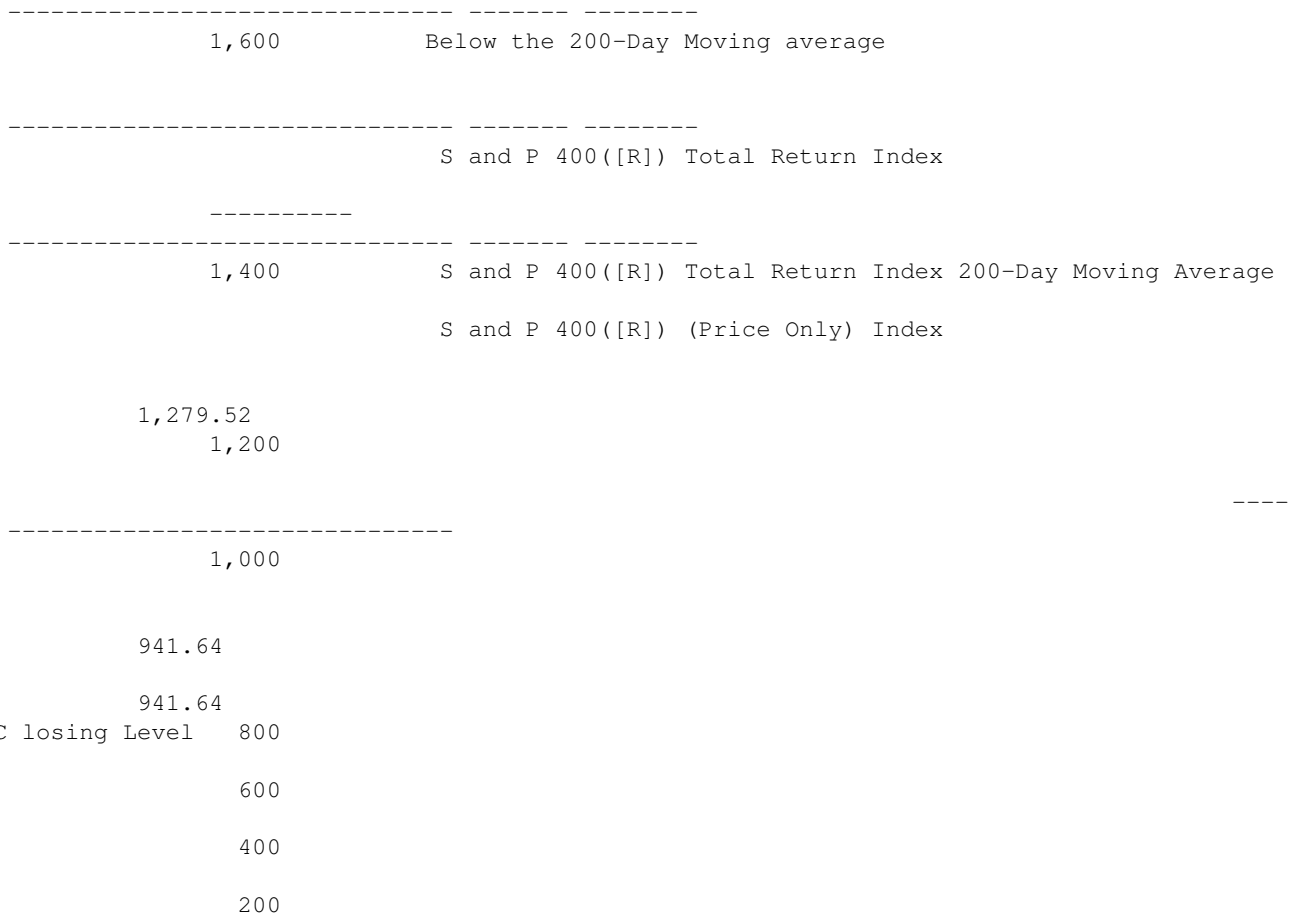 ------------------------------- ------- --------
1,600 Below the 200-Day Moving average
------------------------------- ------- --------
S and P 400([R]) Total Return Index
----------
------------------------------- ------- --------
1,400 S and P 400([R]) Total Return Index 200-Day Moving Average
S and P 400([R]) (Price Only) Index
1,279.52
1,200
----
-------------------------------
1,000
941.64
941.64
C losing Level 800
600
400
200